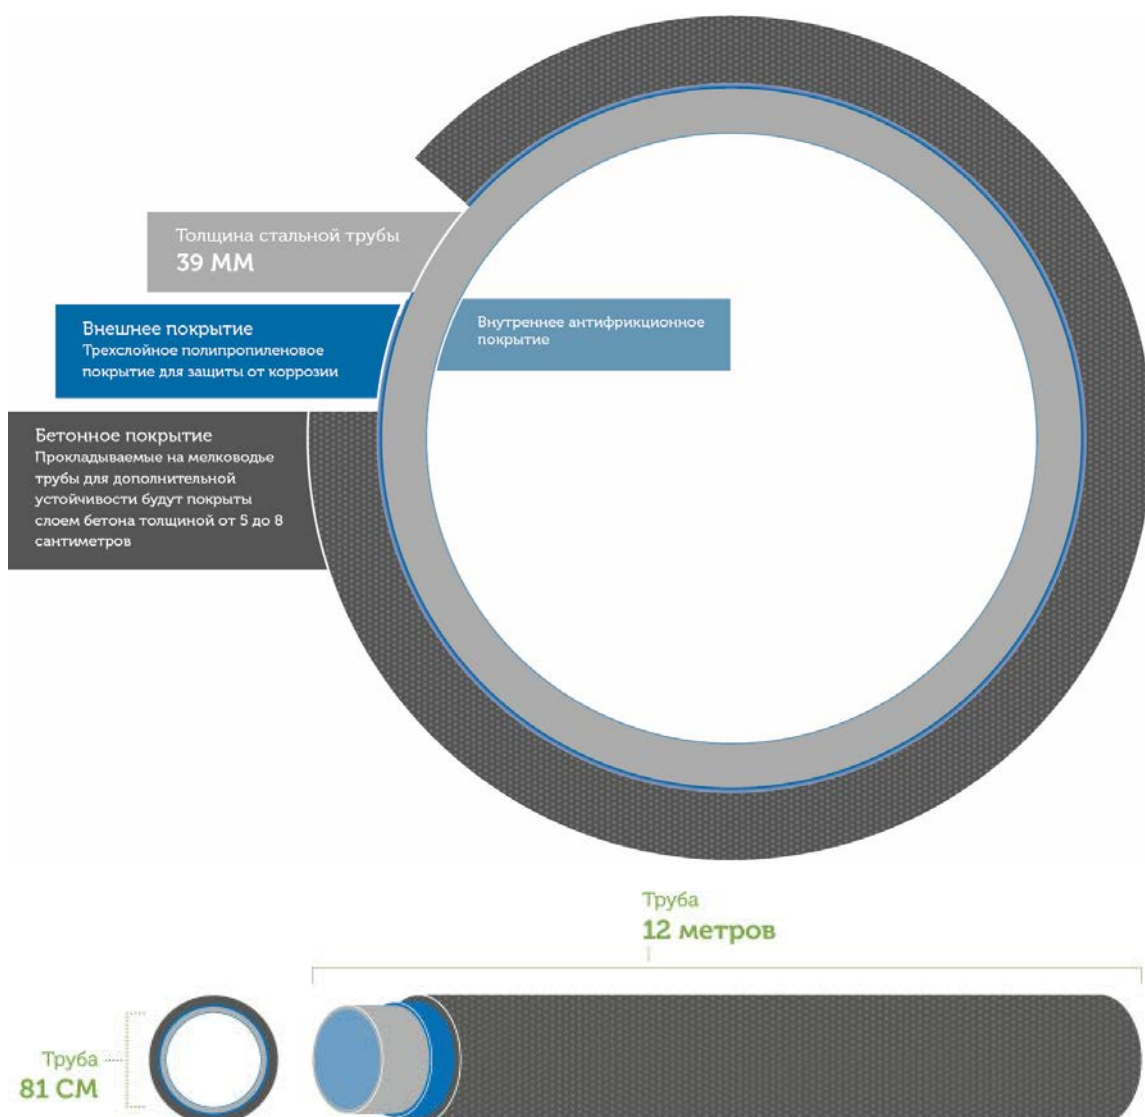 Толщина стальной трубы
39 ММ
Внешнее покрытие
Трехслойное полипропиленовое
покрытие для защиты от коррозии
Внутреннее антифрикционное
покрытие
Бетонное покрытие
Прокладываемые на мелководье
трубы для дополнительной
устойчивости будут покрыты
слоем бетона толщиной от 5 до 8
сантиметров
Труба
12 метров
Труба
81 СМ